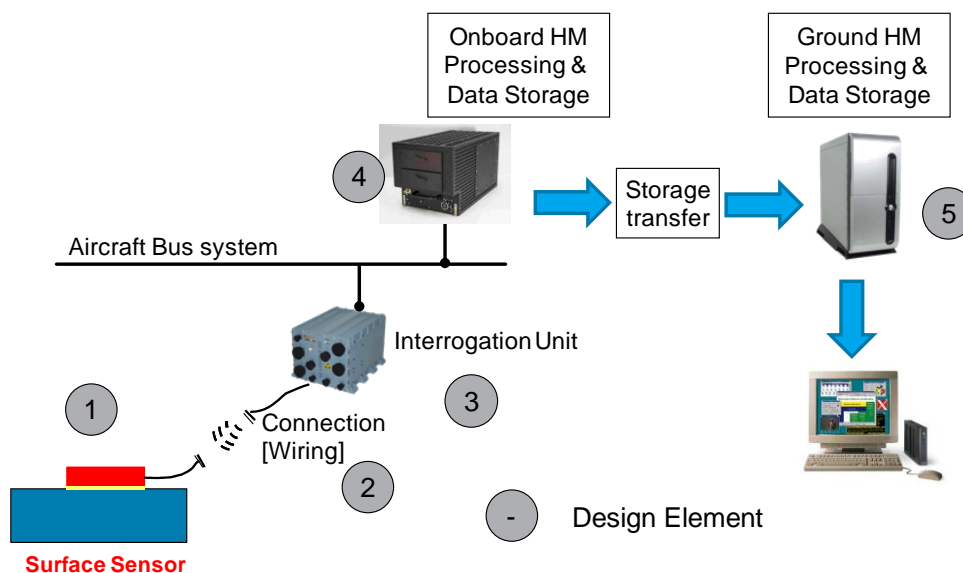 Onboard HM
Processing &
Data Storage
Ground HM
Processing &
Data Storage
4
Storage
transfer
5
Aircraft Bus system
Interrogation Unit
1
3
Connection
[Wiring]
2
-
Design Element
Surface Sensor